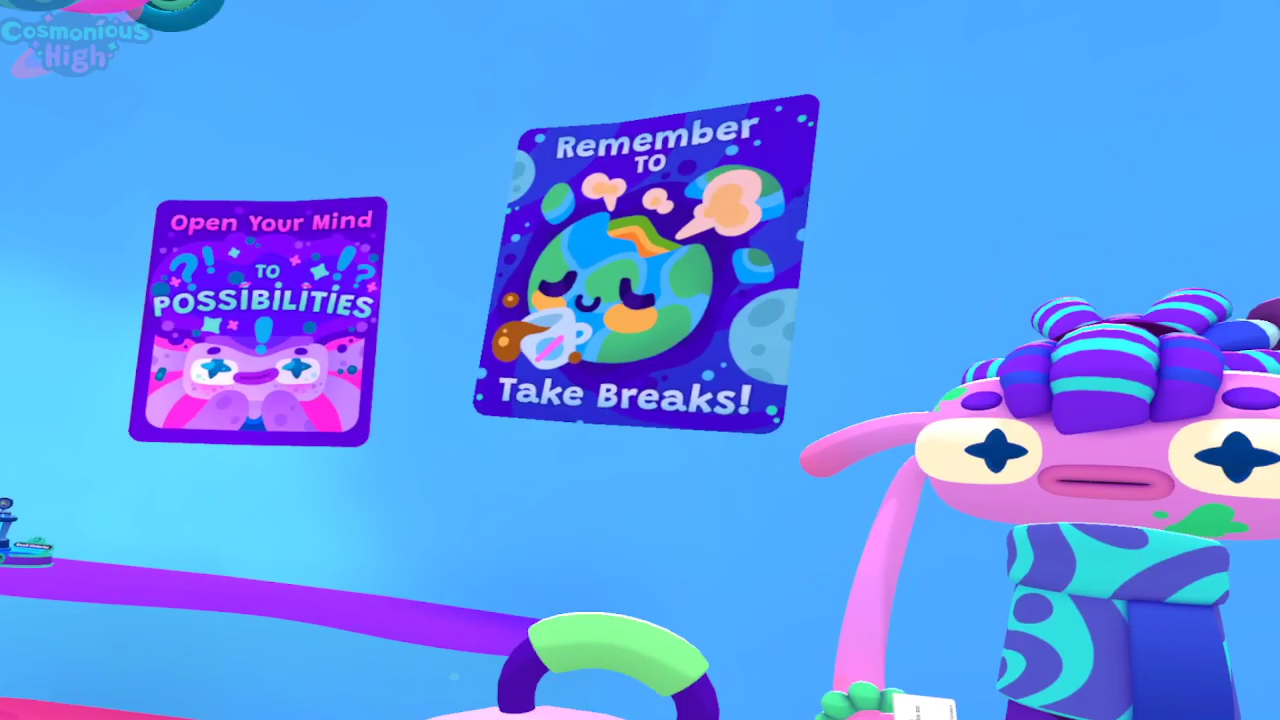 Cosmonious
High
Open Your Mind
TO
POSSIBILITIES
Remember
TO
Take Breaks!